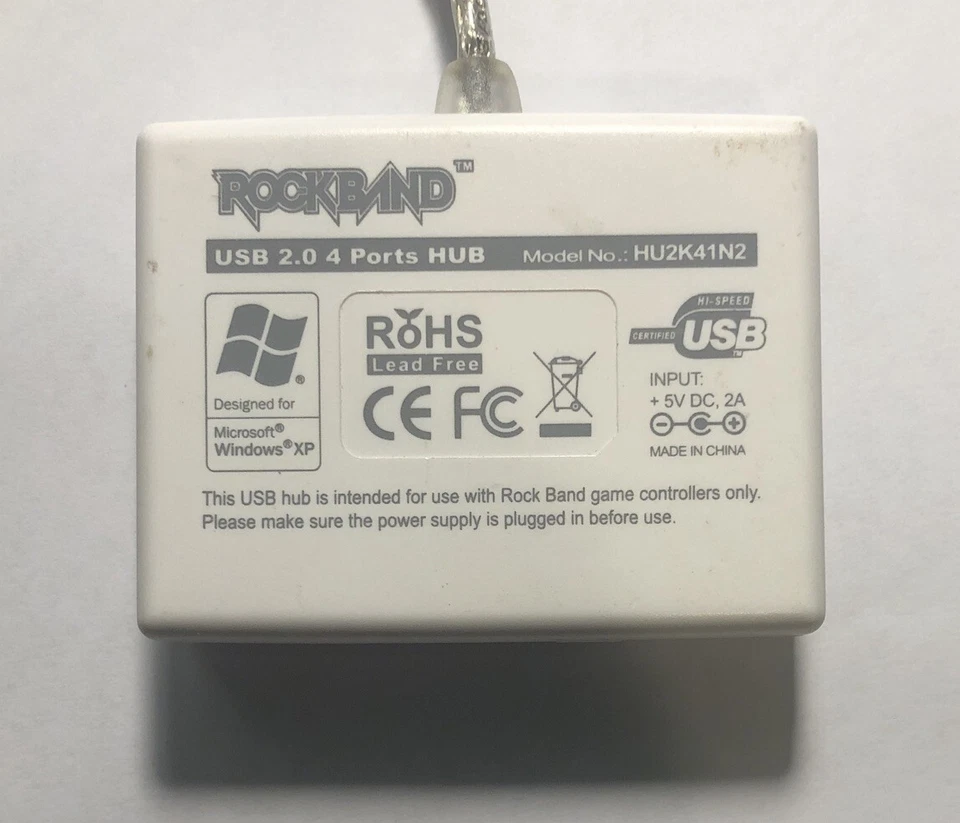 ROCKBAND™
USB 2.0 4 Ports HUB Model No.: HU2K41N2
®
Designed for
Microsoft®
Windows® XP
RoHS
Lead Free
CE FC
HI-SPEED
CERTIFIED USB™
INPUT:
+ 5V DC, 2A
MADE IN CHINA
This USB hub is intended for use with Rock Band game controllers only.
Please make sure the power supply is plugged in before use.